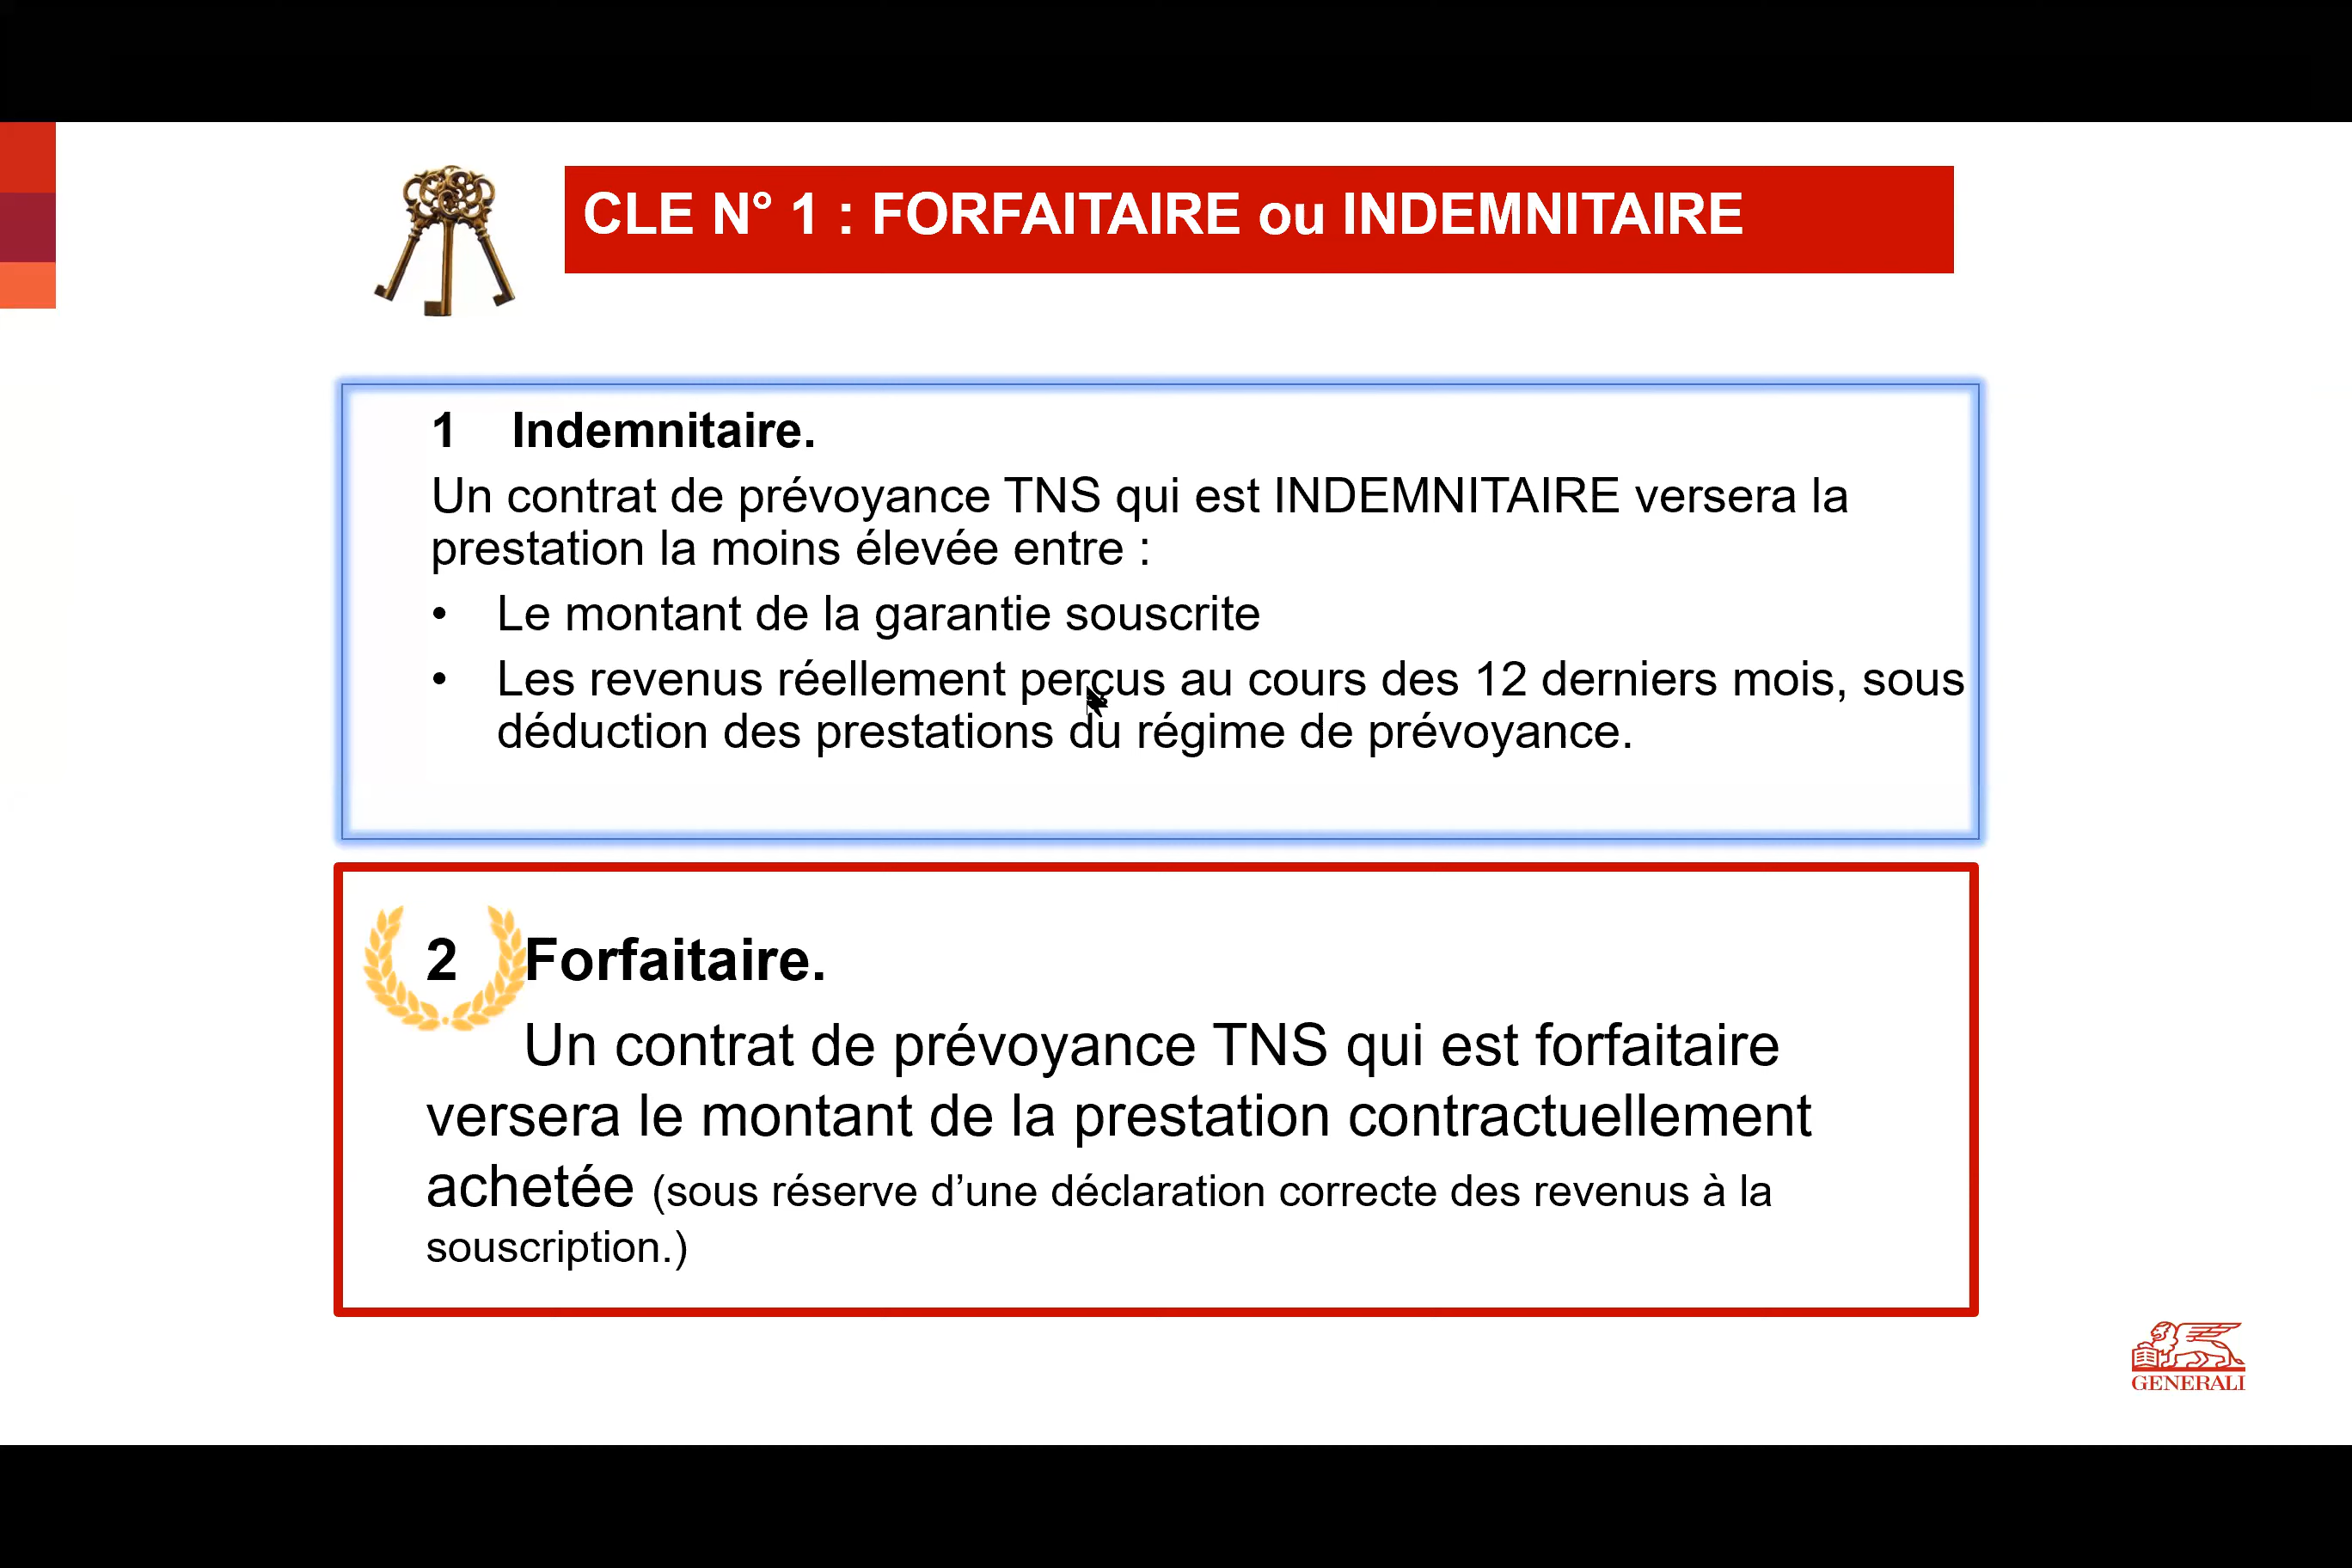 CLE N° 1 : FORFAITAIRE ou INDEMNITAIRE
1 Indemnitaire.
Un contrat de prévoyance TNS qui est INDEMNITAIRE versera la
prestation la moins élevée entre :
• Le montant de la garantie souscrite
• Les revenus réellement perçus au cours des 12 derniers mois, sous
déduction des prestations du régime de prévoyance.
2 Forfaitaire.
Un contrat de prévoyance TNS qui est forfaitaire
versera le montant de la prestation contractuellement
achetée (sous réserve d’une déclaration correcte des revenus à la
souscription.)
GENERALI